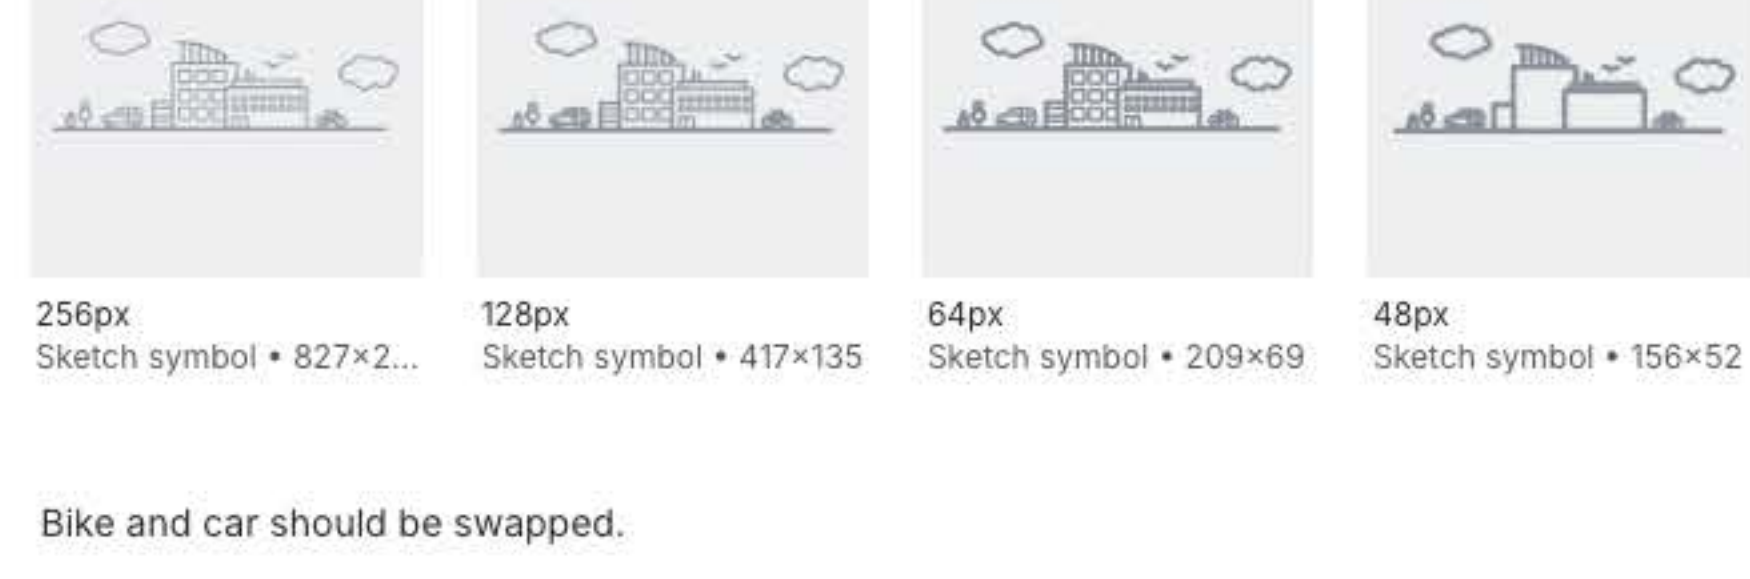 256px 128px 64px 48px
Sketch symbol • 827×2... Sketch symbol • 417×135 Sketch symbol • 209×69 Sketch symbol • 156×52
Bike and car should be swapped.